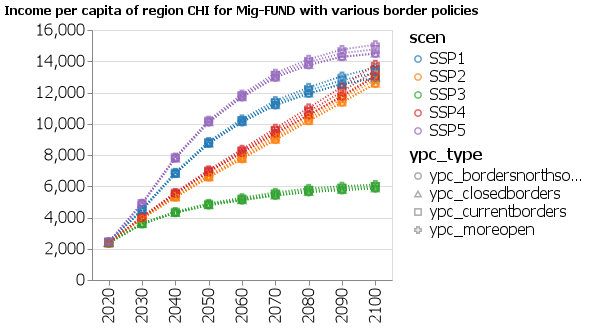 Income per capita of region CHI for Mig-FUND with various border policies
16,000
14,000
12,000
10,000
8,000
6,000
4,000
2,000
0
2020
2030
2040
2050
2060
2070
2080
2090
2100
scen
SSP1
SSP2
SSP3
SSP4
SSP5
ypc_type
ypc_bordersnorthso...
ypc_closedborders
ypc_currentborders
ypc_moreopen